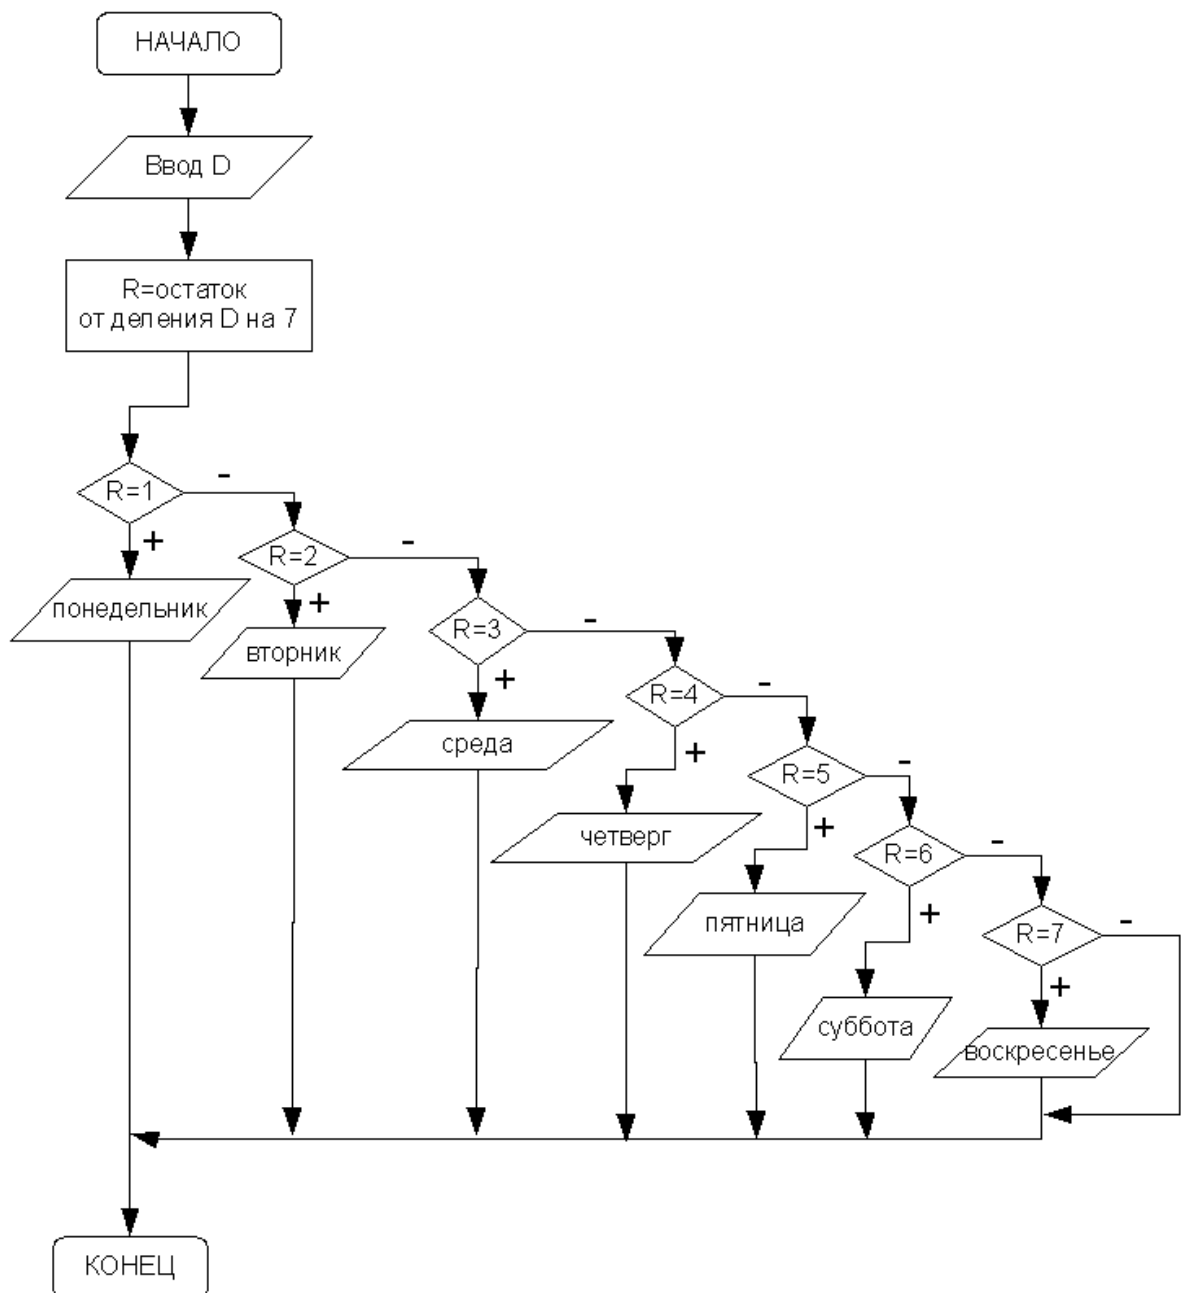 НАЧАЛО
Ввод D
R=остаток
от деления D на 7
R=1
-
+
понедельник
R=2
-
+
вторник
R=3
-
+
среда
R=4
-
+
четверг
R=5
-
+
пятница
R=6
-
+
суббота
R=7
-
+
воскресенье
КОНЕЦ